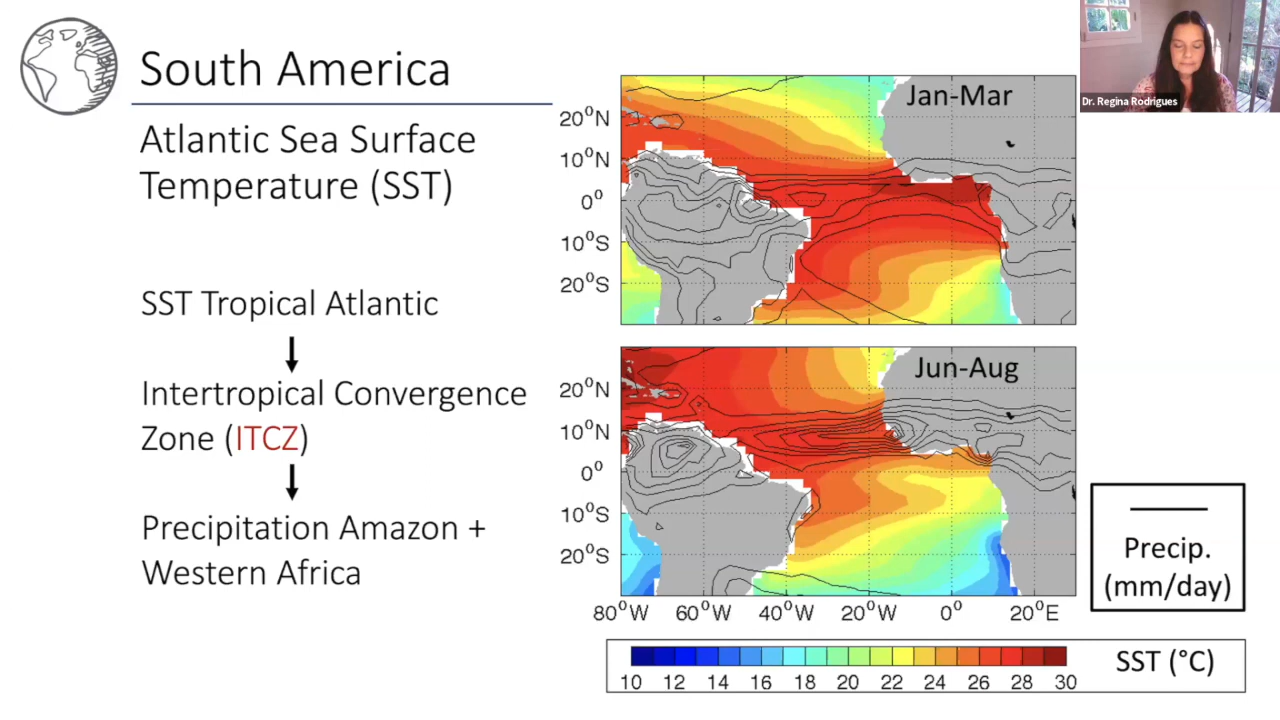 South America
Atlantic Sea Surface
Temperature (SST)
SST Tropical Atlantic
Intertropical Convergence
Zone (ITCZ)
Precipitation Amazon +
Western Africa
Jan-Mar
20°N
10°N
0°
10°S
20°S
Jun-Aug
20°N
10°N
0°
10°S
20°S
80°W 60°W 40°W 20°W 0° 20°E
Precip.
(mm/day)
10 12 14 16 18 20 22 24 26 28 30
SST (°C)
Dr. Regina Rodrigues